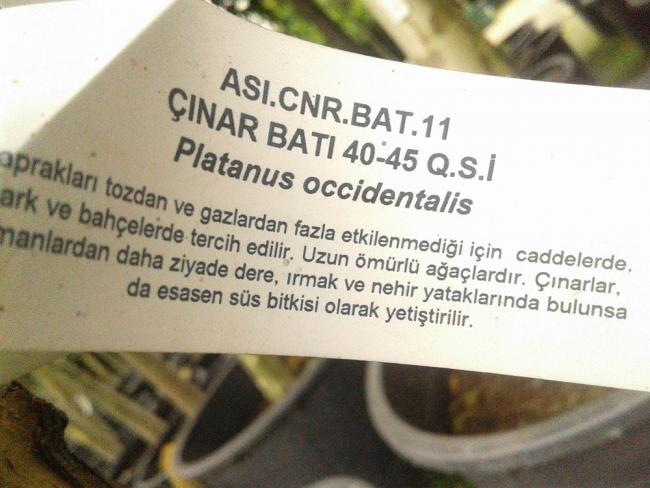 ASI.CNR.BAT.11
ÇINAR BATI 40-45 Q.S.İ
Platanus occidentalis
aprakları tozdan ve gazlardan fazla etkilenmediği için caddelerde,
ark ve bahçelerde tercih edilir. Uzun ömürlü ağaçlardır. Çınarlar,
manlardan daha ziyade dere, ırmak ve nehir yataklarında bulunsa
da esasen süs bitkisi olarak yetiştirilir.